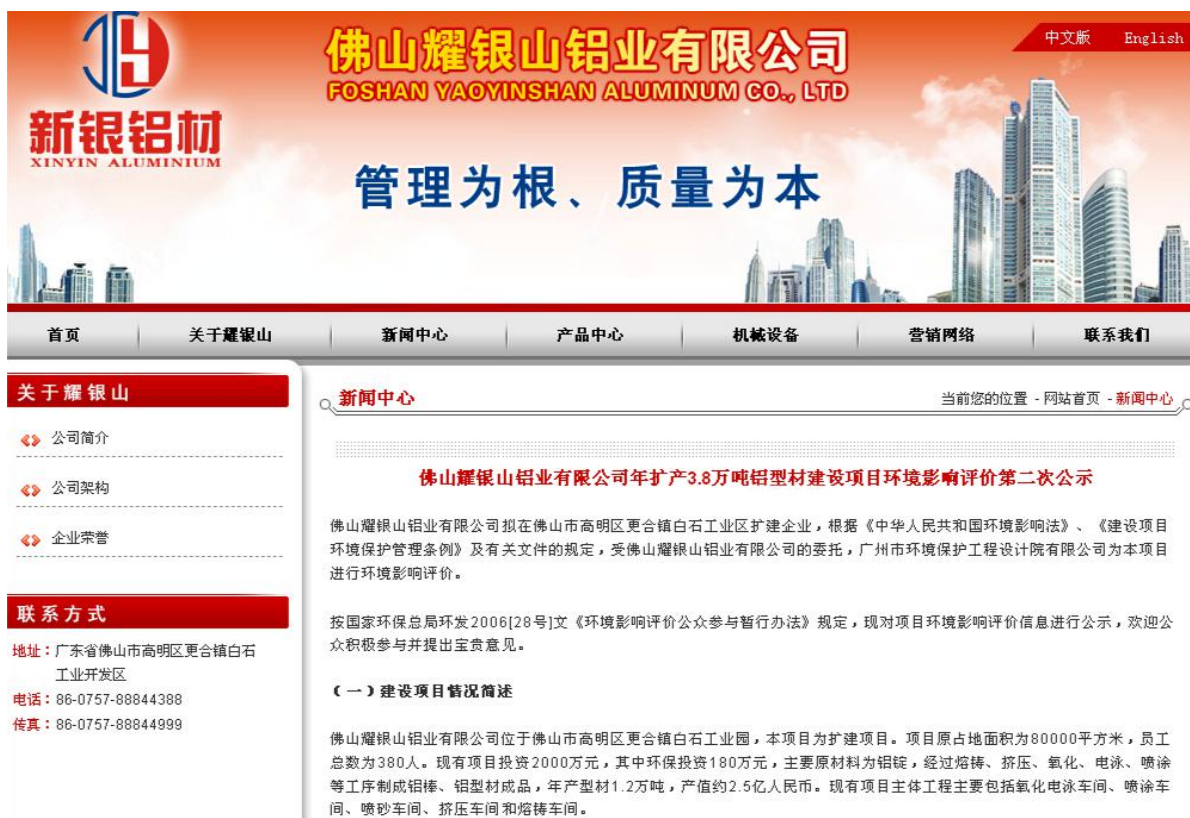 中文版 English
佛山耀银山铝业有限公司
FOSHAN YAOYINSHAN ALUMINUM CO., LTD
新银铝材
XINYIN ALUMINIUM
管理为根、质量为本
首页 关于耀银山 新闻中心 产品中心 机械设备 营销网络 联系我们
关于耀银山
公司简介
公司架构
企业荣誉
联系方式
地址：广东省佛山市高明区更合镇白石
工业开发区
电话：86-0757-88844388
传真：86-0757-88844999
新闻中心 当前您的位置 - 网站首页 - 新闻中心
佛山耀银山铝业有限公司年扩产3.8万吨铝型材建设项目环境影响评价第二次公示
佛山耀银山铝业有限公司拟在佛山市高明区更合镇白石工业区扩建企业，根据《中华人民共和国环境影响法》、《建设项目
环境保护管理条例》及有关文件的规定，受佛山耀银山铝业有限公司的委托，广州市环境保护工程设计院有限公司为本项目
进行环境影响评价。
按国家环保总局环发2006[28号]文《环境影响评价公众参与暂行办法》规定，现对项目环境影响评价信息进行公示，欢迎公
众积极参与并提出宝贵意见。
（一）建设项目情况简述
佛山耀银山铝业有限公司位于佛山市高明区更合镇白石工业园，本项目为扩建项目。项目原占地面积为80000平方米，员工
总数为380人。现有项目投资2000万元，其中环保投资180万元，主要原材料为铝锭，经过熔铸、挤压、氧化、电泳、喷涂
等工序制成铝棒、铝型材成品，年产型材1.2万吨，产值约2.5亿人民币。现有项目主体工程主要包括氧化电泳车间、喷涂车
间、喷砂车间、挤压车间和熔铸车间。